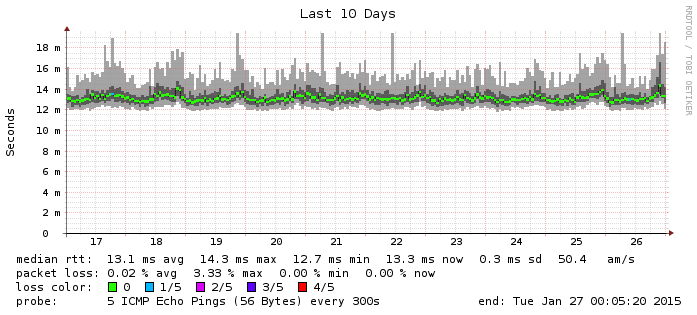 Last 10 Days
RRDTOOL / TOBI OETIKER
Seconds
18 m
16 m
14 m
12 m
10 m
8 m
6 m
4 m
2 m
0
17 18 19 20 21 22 23 24 25 26
median rtt: 13.1 ms avg 14.3 ms max 12.7 ms min 13.3 ms now 0.3 ms sd 50.4 am/s
packet loss: 0.02 % avg 3.33 % max 0.00 % min 0.00 % now
loss color: 0 1/5 2/5 3/5 4/5
probe: 5 ICMP Echo Pings (56 Bytes) every 300s end: Tue Jan 27 00:05:20 2015